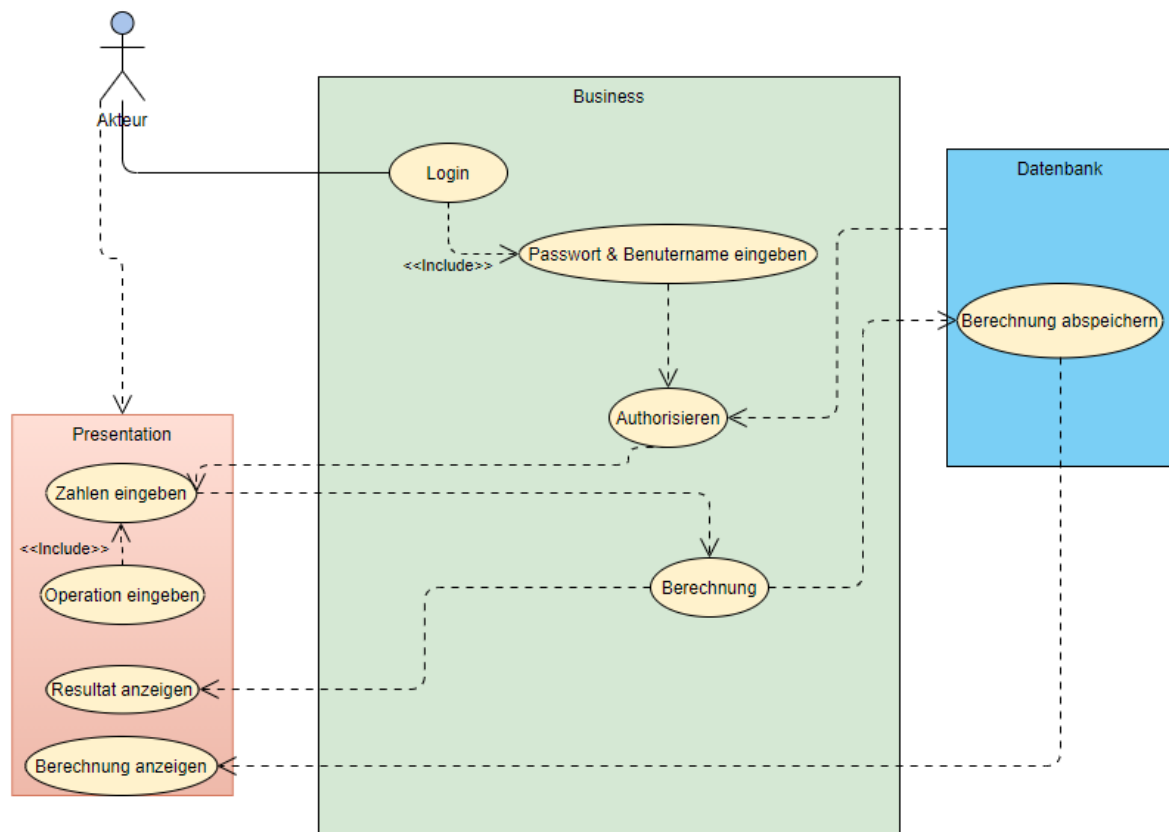 Akteur
Business
Login
Datenbank
Passwort & Benutername eingeben
<<Include>>
Berechnung abspeichern
Authorisieren
Presentation
Zahlen eingeben
<<Include>>
Operation eingeben
Berechnung
Resultat anzeigen
Berechnung anzeigen